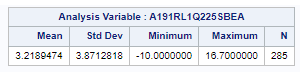 Analysis Variable : A191RL1Q225SBEA
Mean Std Dev Minimum Maximum N
3.2189474 3.8712818 -10.0000000 16.7000000 285